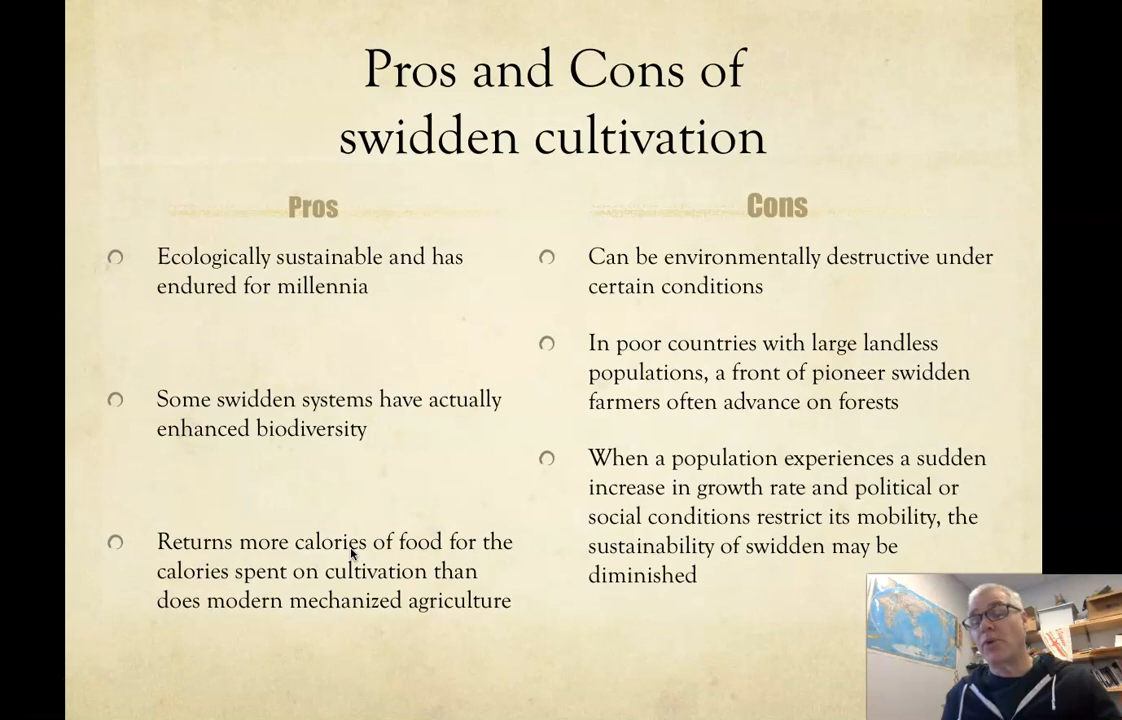 Pros and Cons of
swidden cultivation
Pros
Ecologically sustainable and has
endured for millennia
Some swidden systems have actually
enhanced biodiversity
Returns more calories of food for the
calories spent on cultivation than
does modern mechanized agriculture
Cons
Can be environmentally destructive under
certain conditions
In poor countries with large landless
populations, a front of pioneer swidden
farmers often advance on forests
When a population experiences a sudden
increase in growth rate and political or
social conditions restrict its mobility, the
sustainability of swidden may be
diminished